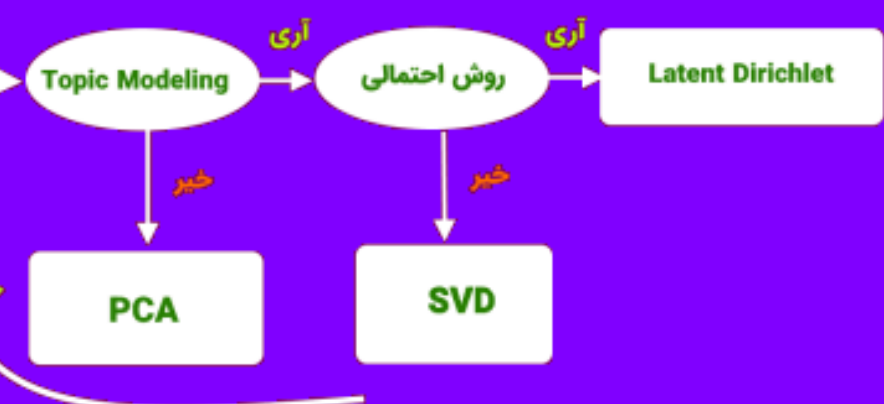 آری
آری
Topic Modeling
روش احتمالی
Latent Dirichlet
خیر
خیر
PCA
SVD